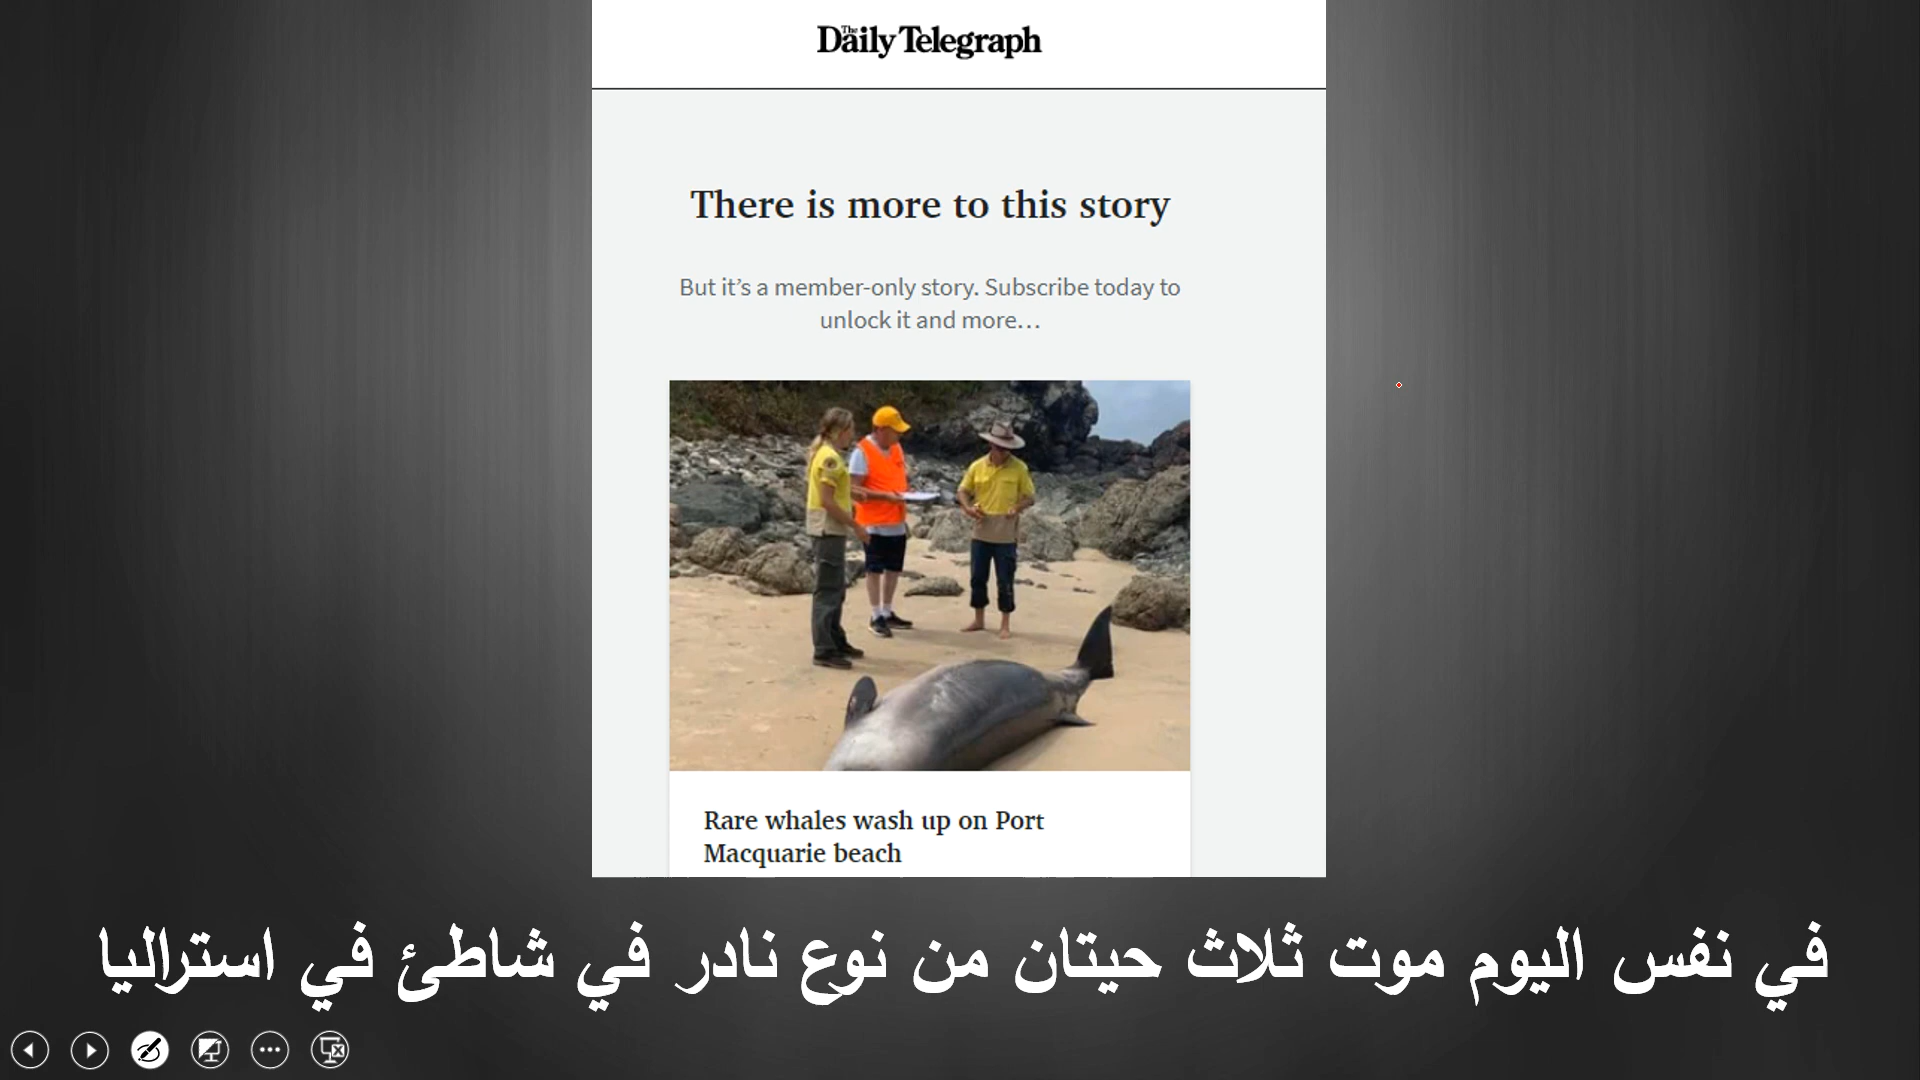 The Daily Telegraph
There is more to this story
But it’s a member-only story. Subscribe today to
unlock it and more…
Rare whales wash up on Port
Macquarie beach
في نفس اليوم موت ثلاث حيتان من نوع نادر في شاطئ في استراليا